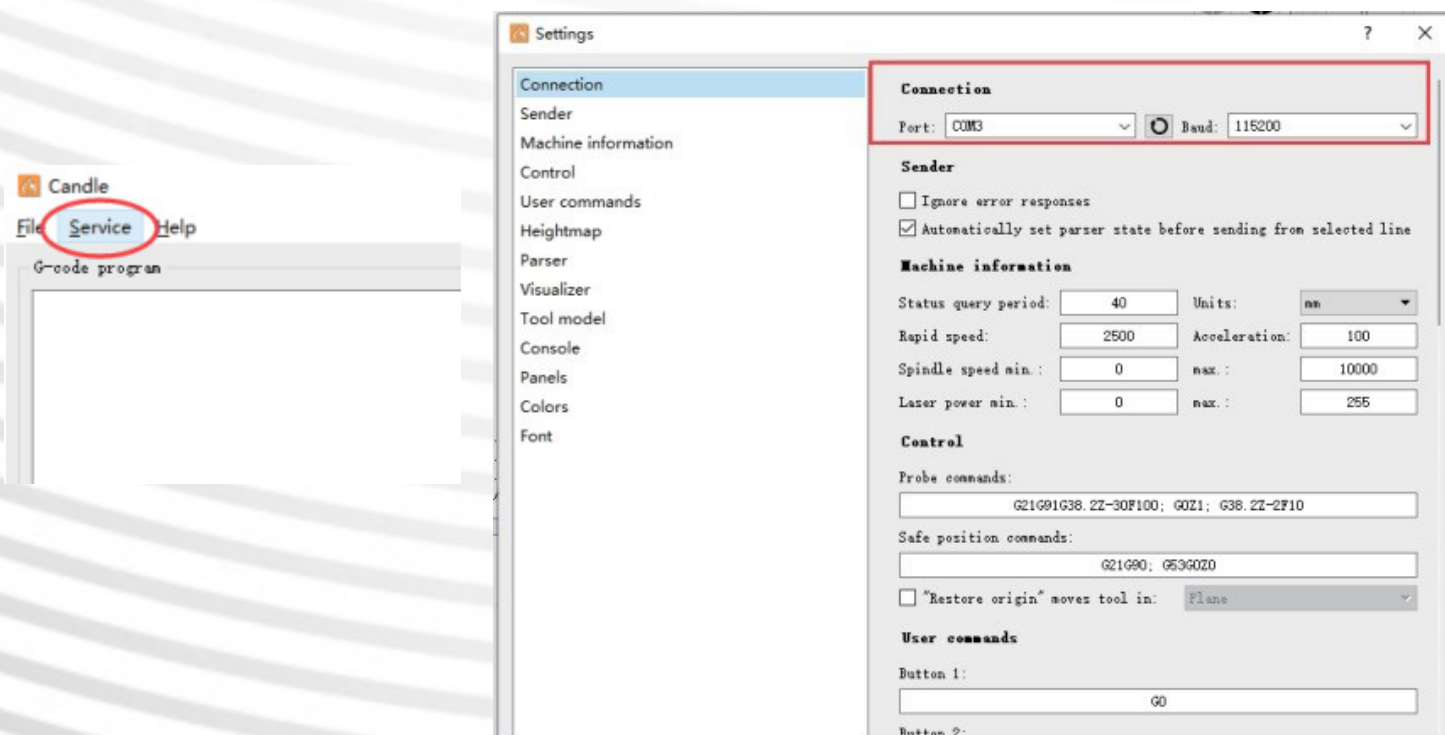 Candle
File Service Help
G-code program
Settings
Connection
Sender
Machine information
Control
User commands
Heightmap
Parser
Visualizer
Tool model
Console
Panels
Colors
Font
Connection
Port: COM3 Baud: 115200
Sender
Ignore error responses
Automatically set parser state before sending from selected line
Machine information
Status query period: 40 Units: mm
Rapid speed: 2500 Acceleration: 100
Spindle speed min.: 0 max.: 10000
Laser power min.: 0 max.: 255
Control
Probe commands:
G21G91G38.2Z-30F100; G0Z1; G38.2Z-2F10
Safe position commands:
G21G90; G53G0Z0
"Restore origin" moves tool in: Plane
User commands
Button 1:
G0
Button 2: